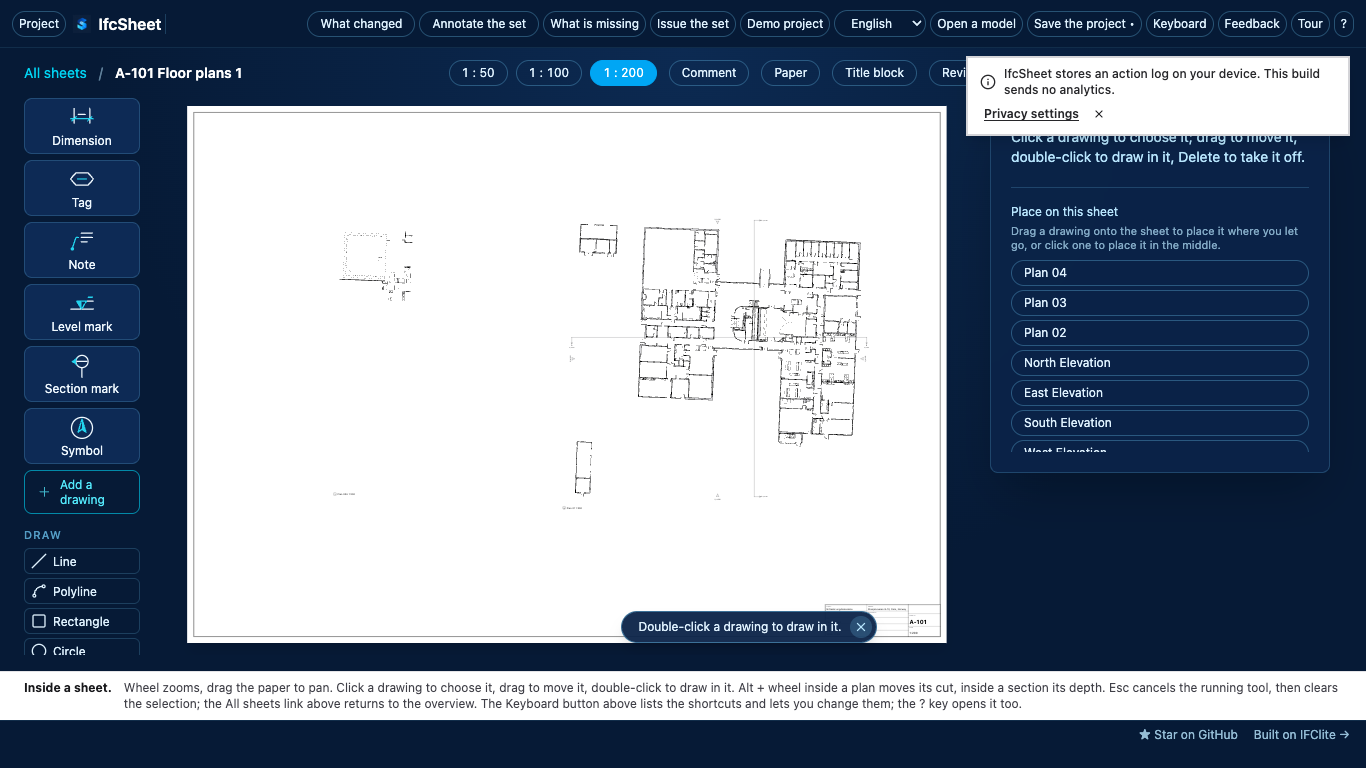 Project
IfcSheet
What changed
Annotate the set
What is missing
Issue the set
Demo project
English
Open a model
Save the project •
Keyboard
Feedback
Tour
?
All sheets / A-101 Floor plans 1
1 : 50
1 : 100
1 : 200
Comment
Paper
Title block
IfcSheet stores an action log on your device. This build
sends no analytics.
Privacy settings ×
Click a drawing to choose it, drag to move it,
double-click to draw in it, Delete to take it off.
Place on this sheet
Drag a drawing onto the sheet to place it where you let
go, or click one to place it in the middle.
Plan 04
Plan 03
Plan 02
North Elevation
East Elevation
South Elevation
West Elevation
Dimension
Tag
Note
Level mark
Section mark
Symbol
+ Add a
drawing
DRAW
Line
Polyline
Rectangle
Circle
A-101
Double-click a drawing to draw in it.
Inside a sheet. Wheel zooms, drag the paper to pan. Click a drawing to choose it, drag to move it, double-click to draw in it. Alt + wheel inside a plan moves its cut, inside a section its depth. Esc cancels the running tool, then clears
the selection; the All sheets link above returns to the overview. The Keyboard button above lists the shortcuts and lets you change them; the ? key opens it too.
Star on GitHub
Built on IFClite →